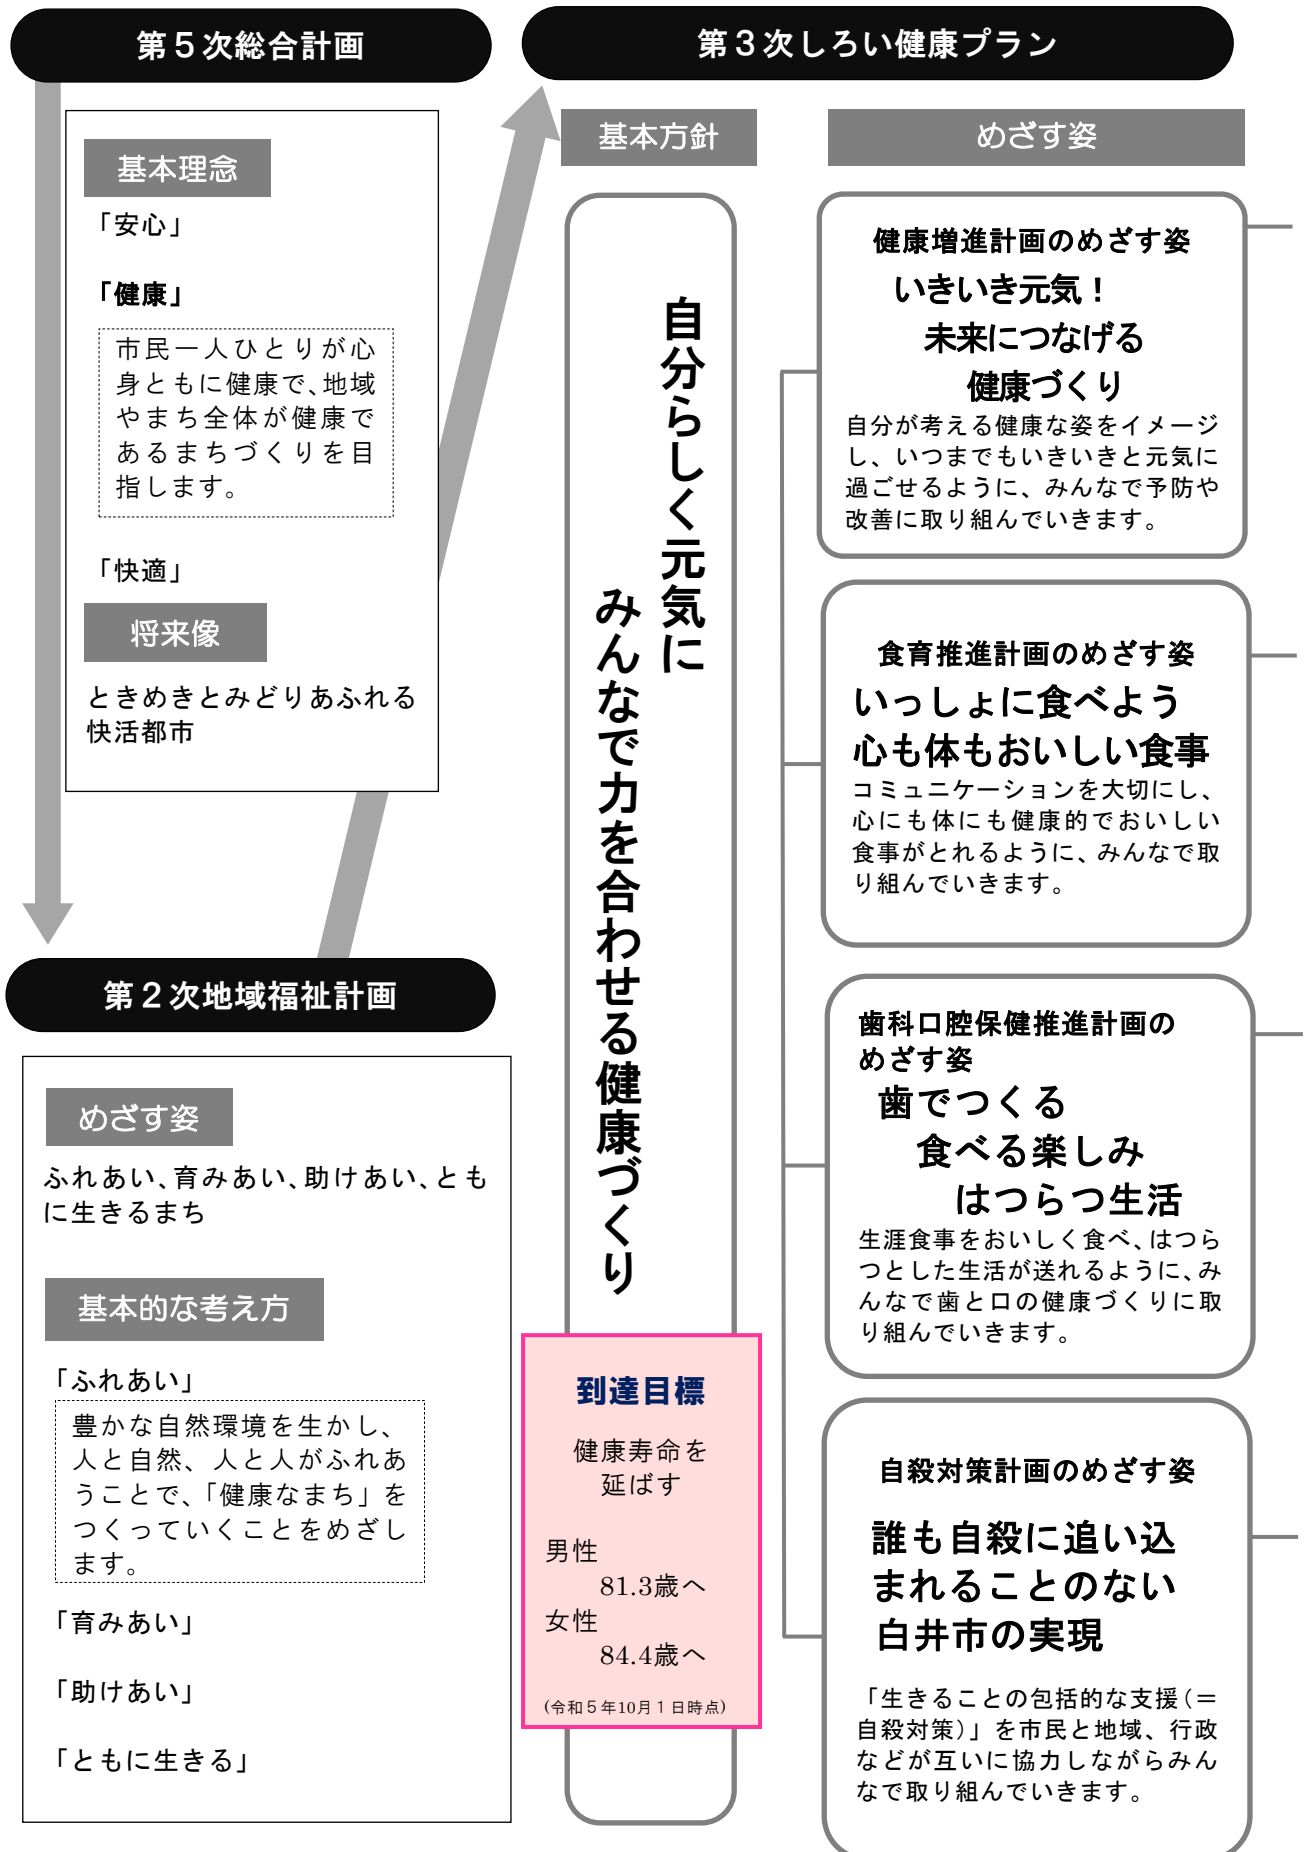 第５次総合計画
基本理念
「安心」
「健康」
市民一人ひとりが心
身ともに健康で、地域
やまち全体が健康で
あるまちづくりを目
指します。
「快適」
将来像
ときめきとみどりあふれる
快活都市
第２次地域福祉計画
めざす姿
ふれあい、育みあい、助けあい、とも
に生きるまち
基本的な考え方
「ふれあい」
豊かな自然環境を生かし、
人と自然、人と人がふれあ
うことで、「健康なまち」を
つくっていくことをめざし
ます。
「育みあい」
「助けあい」
「ともに生きる」
第３次しろい健康プラン
基本方針
自分らしく元気に
みんなで力を合わせる健康づくり
到達目標
健康寿命を
延ばす
男性
81.3歳へ
女性
84.4歳へ
(令和５年10月１日時点)
めざす姿
健康増進計画のめざす姿
いきいき元気！
未来につなげる
健康づくり
自分が考える健康な姿をイメージ
し、いつまでもいきいきと元気に
過ごせるように、みんなで予防や
改善に取り組んでいきます。
食育推進計画のめざす姿
いっしょに食べよう
心も体もおいしい食事
コミュニケーションを大切にし、
心にも体にも健康的でおいしい
食事がとれるように、みんなで取
り組んでいきます。
歯科口腔保健推進計画の
めざす姿
歯でつくる
食べる楽しみ
はつらつ生活
生涯食事をおいしく食べ、はつら
つとした生活が送れるように、み
んなで歯と口の健康づくりに取
り組んでいきます。
自殺対策計画のめざす姿
誰も自殺に追い込
まれることのない
白井市の実現
「生きることの包括的な支援（＝
自殺対策）」を市民と地域、行政
などが互いに協力しながらみん
なで取り組んでいきます。